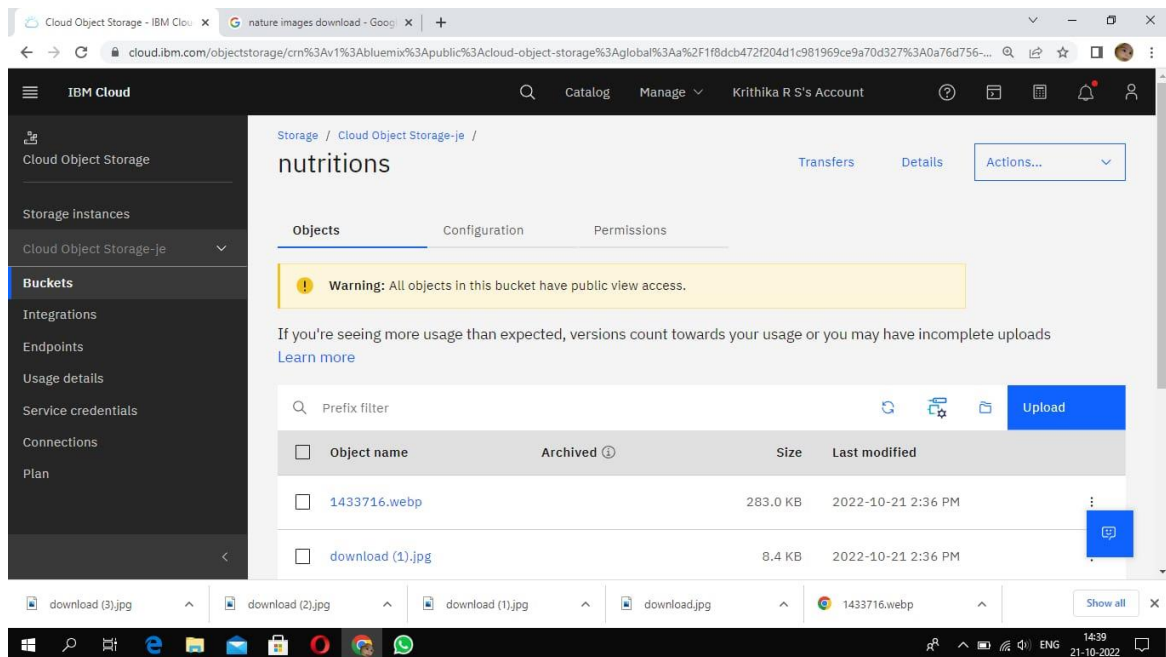 Cloud Object Storage - IBM Clou
nature images download - Googl
cloud.ibm.com/objectstorage/crn%3Av1%3Abluemix%3Apublic%3Acloud-object-storage%3Aglobal%3Aa%2F1f8dcb472f204d1c981969ce9a70d327%3A0a76d756-...
IBM Cloud
Catalog
Manage
Krithika R S's Account
Cloud Object Storage
Storage instances
Cloud Object Storage-je
Buckets
Integrations
Endpoints
Usage details
Service credentials
Connections
Plan
Storage / Cloud Object Storage-je /
nutritions
Transfers
Details
Actions...
Objects
Configuration
Permissions
Warning: All objects in this bucket have public view access.
If you're seeing more usage than expected, versions count towards your usage or you may have incomplete uploads
Learn more
Prefix filter
Upload
Object name Archived Size Last modified
1433716.webp 283.0 KB 2022-10-21 2:36 PM
download (1).jpg 8.4 KB 2022-10-21 2:36 PM
download (3).jpg
download (2).jpg
download (1).jpg
download.jpg
1433716.webp
Show all
ENG
14:39
21-10-2022